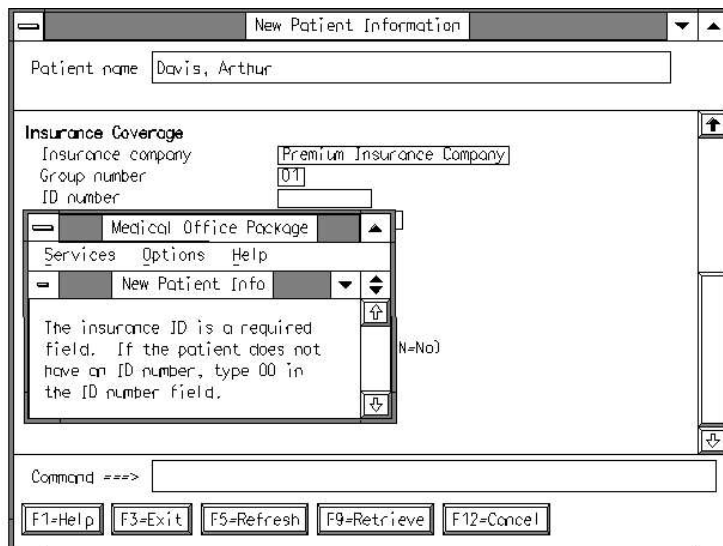 New Patient Information
Patient name Davis, Arthur
Insurance Coverage
Insurance company Premium Insurance Company
Group number 01
ID number
Medical Office Package
Services Options Help
New Patient Info
The insurance ID is a required
field. If the patient does not
have an ID number, type 00 in
the ID number field.
N=No)
Command ===>
F1=Help F3=Exit F5=Refresh F9=Retrieve F12=Cancel